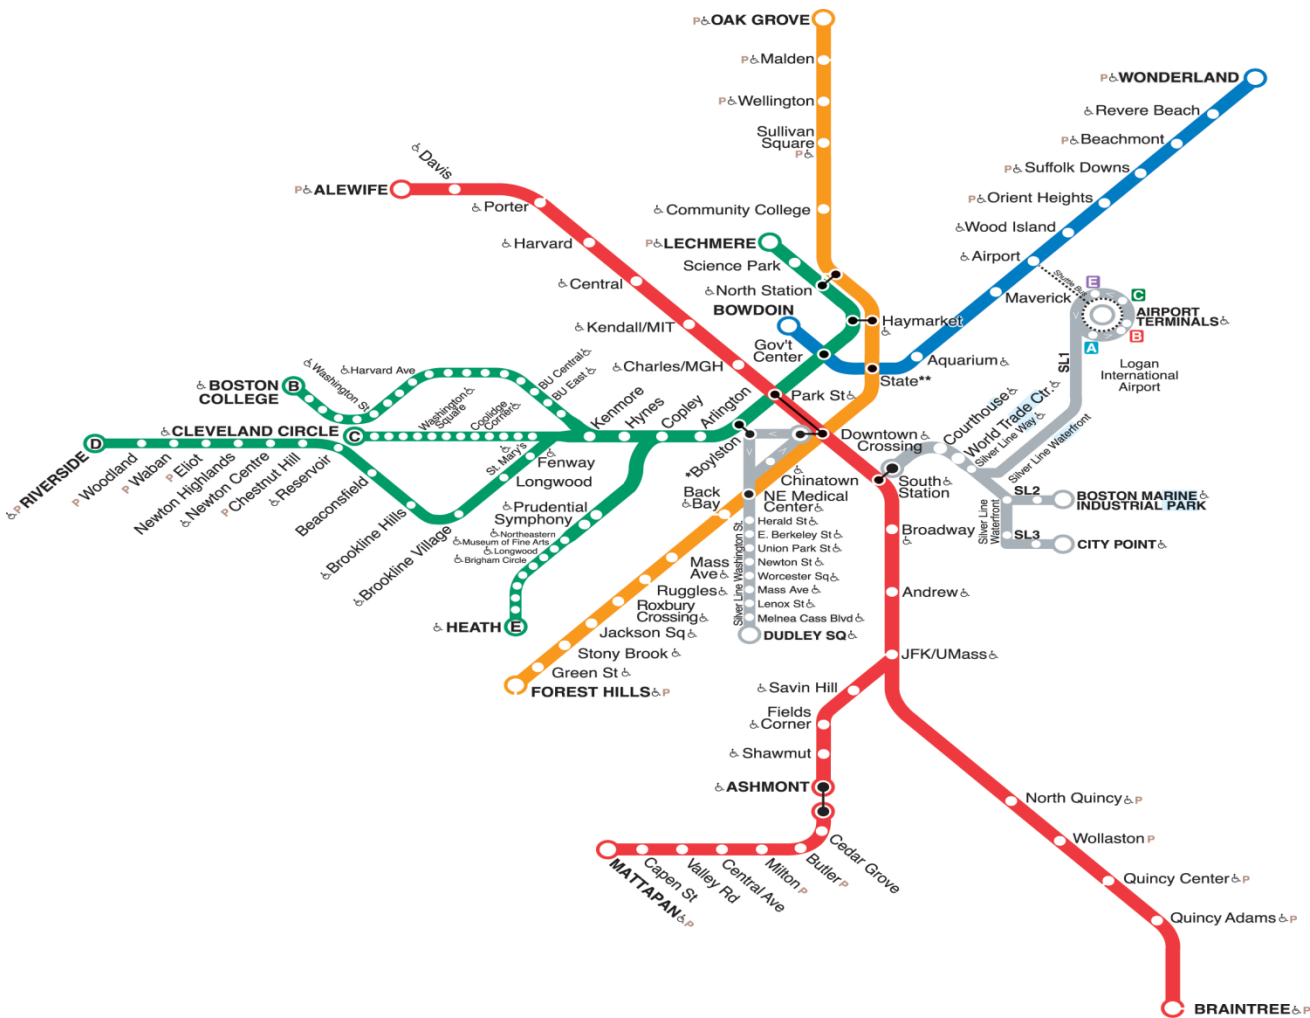 OAK GROVE
P Malden
P Wellington
Sullivan
Square
P
Community College
P WONDERLAND
Revere Beach
P Beachmont
P Suffolk Downs
P Orient Heights
Wood Island
Airport
Shuttle Bus
Maverick
E
C
B
A
AIRPORT
TERMINALS
Logan
International
Airport
SL1
Davis
P ALEWIFE
Porter
Harvard
Central
Kendall/MIT
Charles/MGH
P LECHMERE
Science Park
North Station
BOWDOIN
Haymarket
Gov't
Center
Aquarium
State**
Park St
Downtown
Crossing
BOSTON
COLLEGE
B
Washington St
Harvard Ave
BU Central
BU East
Washington
Square
Coolidge
Corner
CLEVELAND CIRCLE
C
St. Mary's
Kenmore
Hynes
Copley
Arlington
*Boylston
D
P RIVERSIDE
P Woodland
P Waban
P Eliot
Newton Highlands
Newton Centre
P Chestnut Hill
Reservoir
Beaconsfield
Brookline Hills
Brookline Village
Longwood
Fenway
Prudential
Symphony
Northeastern
Museum of Fine Arts
Longwood
Brigham Circle
HEATH
E
Chinatown
Back
Bay
NE Medical
Center
Mass
Ave
Ruggles
Roxbury
Crossing
Jackson Sq
Stony Brook
Green St
FOREST HILLS P
Silver Line Washington St.
Herald St
E. Berkeley St
Union Park St
Newton St
Worcester Sq
Mass Ave
Lenox St
Melnea Cass Blvd
DUDLEY SQ
South
Station
Courthouse
World Trade Ctr.
Silver Line Way
Silver Line Waterfront
Silver Line
Waterfront
SL2
BOSTON MARINE
INDUSTRIAL PARK
SL3
CITY POINT
Broadway
Andrew
JFK/UMass
Savin Hill
Fields
Corner
Shawmut
ASHMONT
Cedar Grove
Butler P
Milton P
Central Ave
Valley Rd
Capen St
MATTAPAN P
North Quincy P
Wollaston P
Quincy Center P
Quincy Adams P
BRAINTREE P